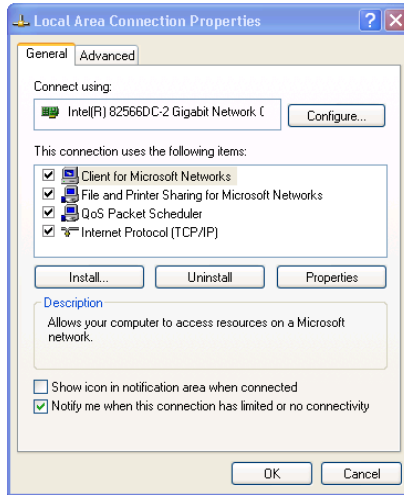 Local Area Connection Properties
General Advanced
Connect using:
Intel(R) 82566DC-2 Gigabit Network C
Configure...
This connection uses the following items:
Client for Microsoft Networks
File and Printer Sharing for Microsoft Networks
QoS Packet Scheduler
Internet Protocol (TCP/IP)
Install... Uninstall Properties
Description
Allows your computer to access resources on a Microsoft
network.
Show icon in notification area when connected
Notify me when this connection has limited or no connectivity
OK Cancel